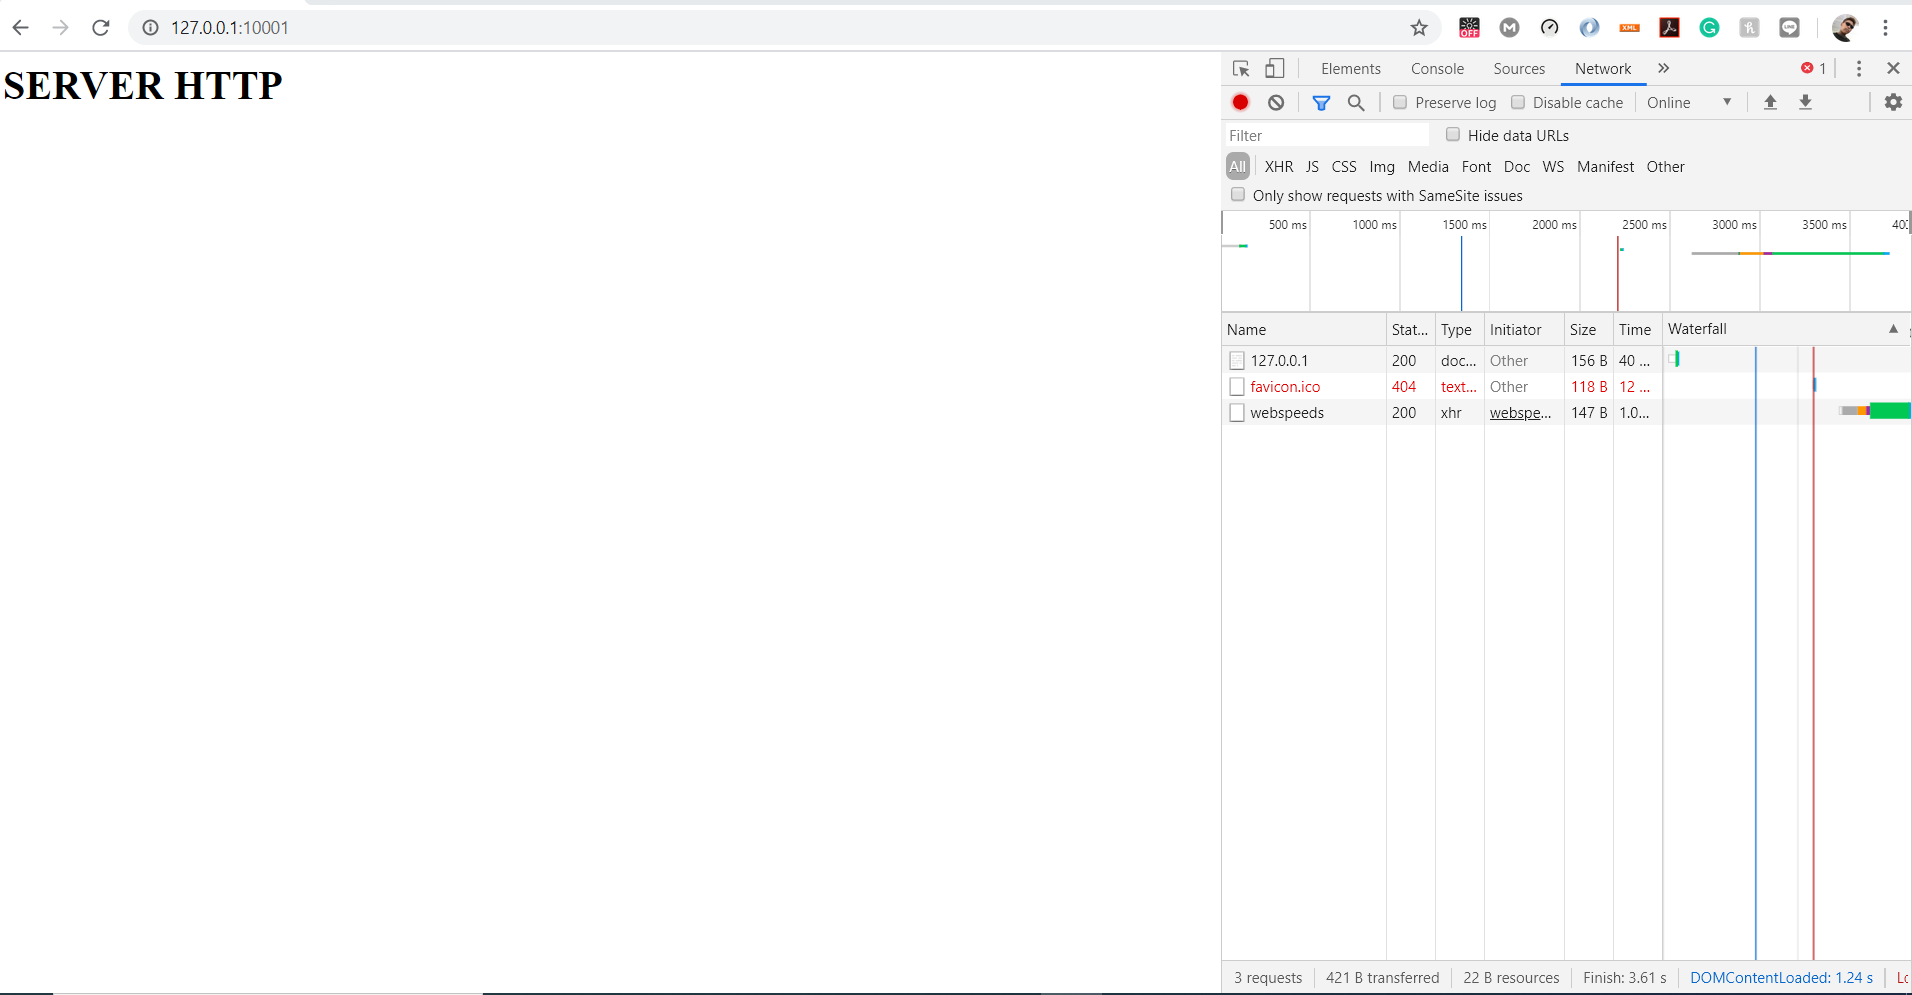 127.0.0.1:10001
OFF
M
XML
G
h
LINE
SERVER HTTP
Elements Console Sources Network » 1
Preserve log Disable cache Online
Filter Hide data URLs
All XHR JS CSS Img Media Font Doc WS Manifest Other
Only show requests with SameSite issues
500 ms 1000 ms 1500 ms 2000 ms 2500 ms 3000 ms 3500 ms
Name Stat... Type Initiator Size Time Waterfall
127.0.0.1 200 doc... Other 156 B 40 ...
favicon.ico 404 text... Other 118 B 12 ...
webspeeds 200 xhr webspe... 147 B 1.0...
3 requests 421 B transferred 22 B resources Finish: 3.61 s DOMContentLoaded: 1.24 s